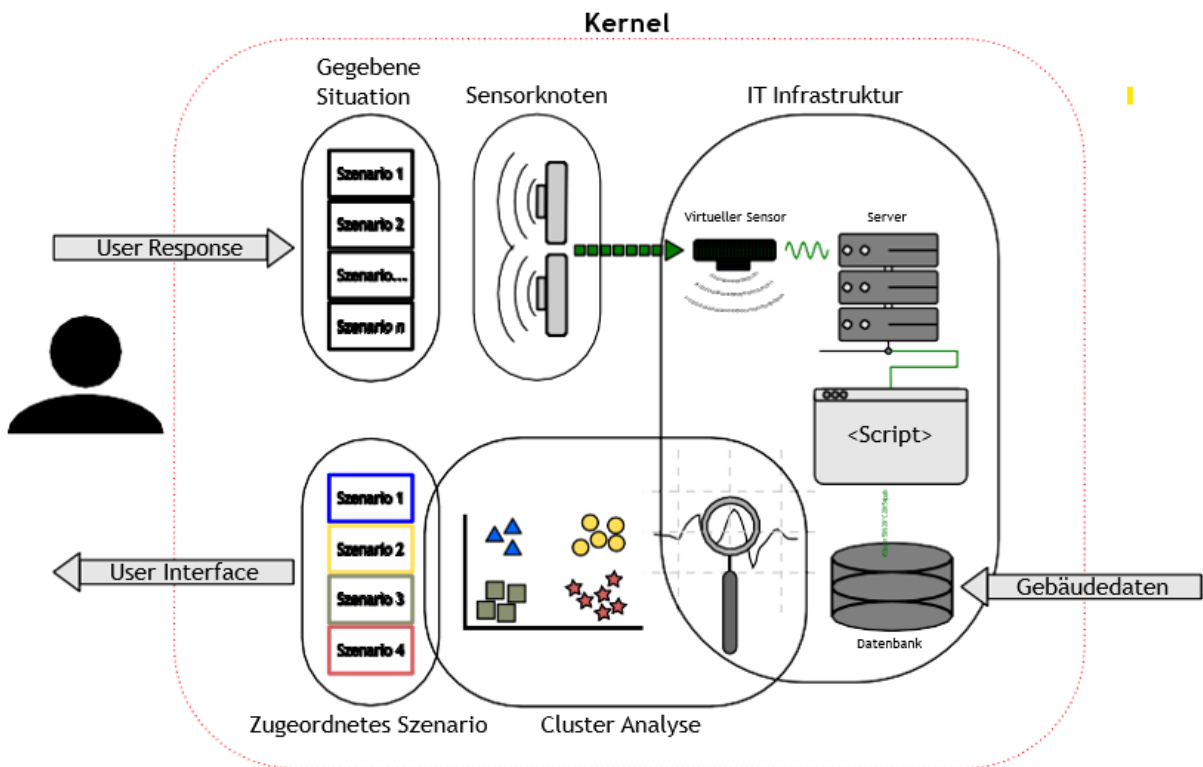 Kernel
Gegebene
Situation
Sensorknoten
IT Infrastruktur
Szenario 1
Szenario 2
Szenario...
Szenario n
User Response
Virtueller Sensor
Server
<Script>
Szenario 1
Szenario 2
Szenario 3
Szenario 4
User Interface
Gebäudedaten
Datenbank
Zugeordnetes Szenario
Cluster Analyse